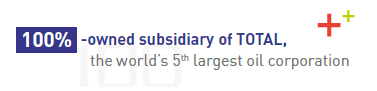 100% -owned subsidiary of TOTAL,
the world's 5th largest oil corporation